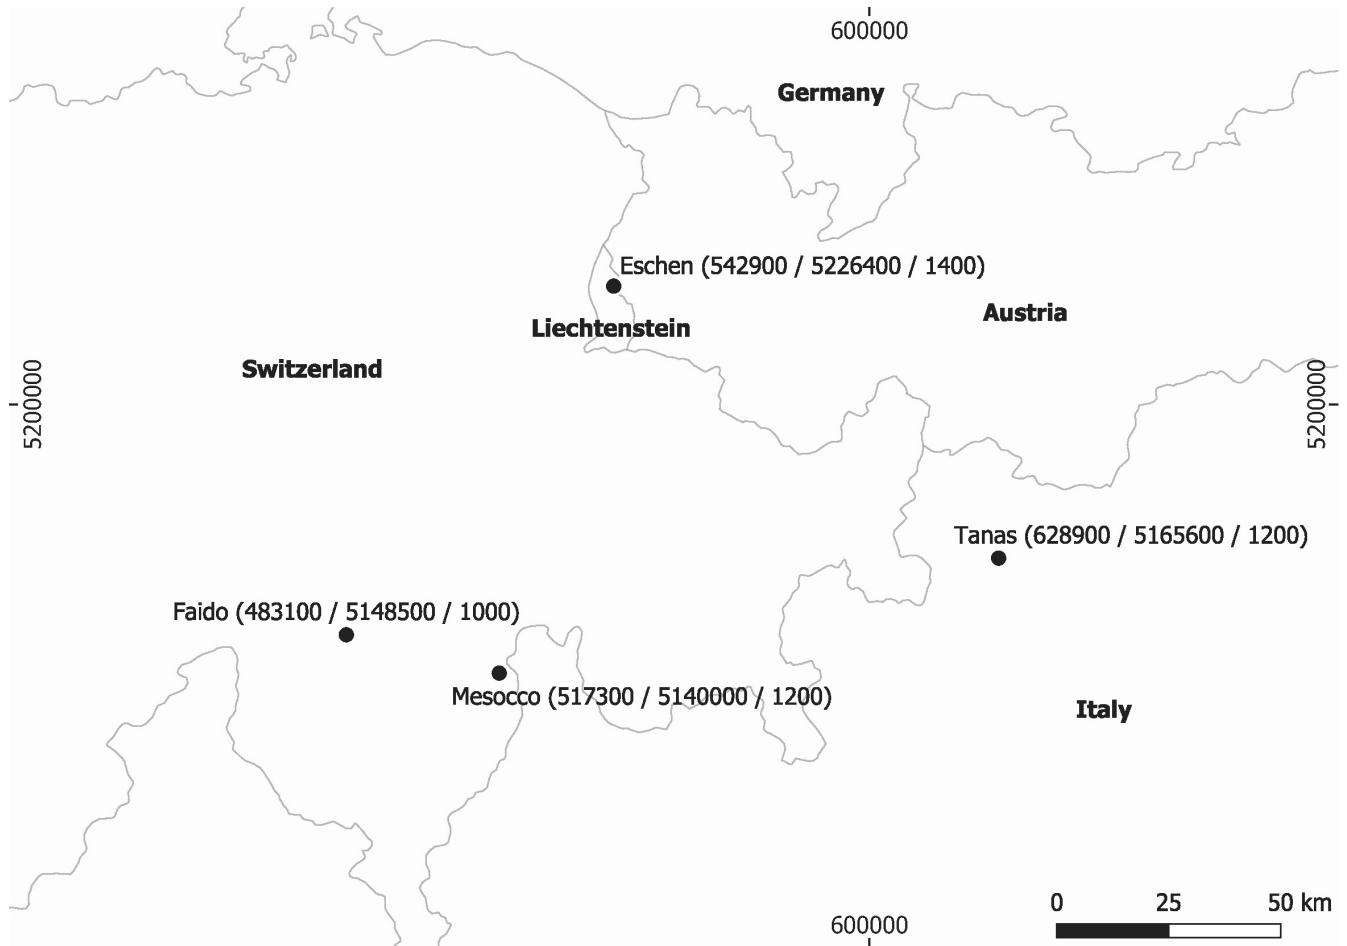 600000
Germany
Eschen (542900 / 5226400 / 1400)
Austria
Liechtenstein
Switzerland
5200000
5200000
Tanas (628900 / 5165600 / 1200)
Faido (483100 / 5148500 / 1000)
Mesocco (517300 / 5140000 / 1200)
Italy
0 25 50 km
600000